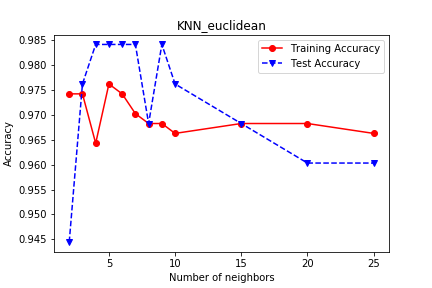 KNN_euclidean
0.985
0.980
0.975
0.970
0.965
0.960
0.955
0.950
0.945
Accuracy
Training Accuracy
Test Accuracy
5
10
15
20
25
Number of neighbors